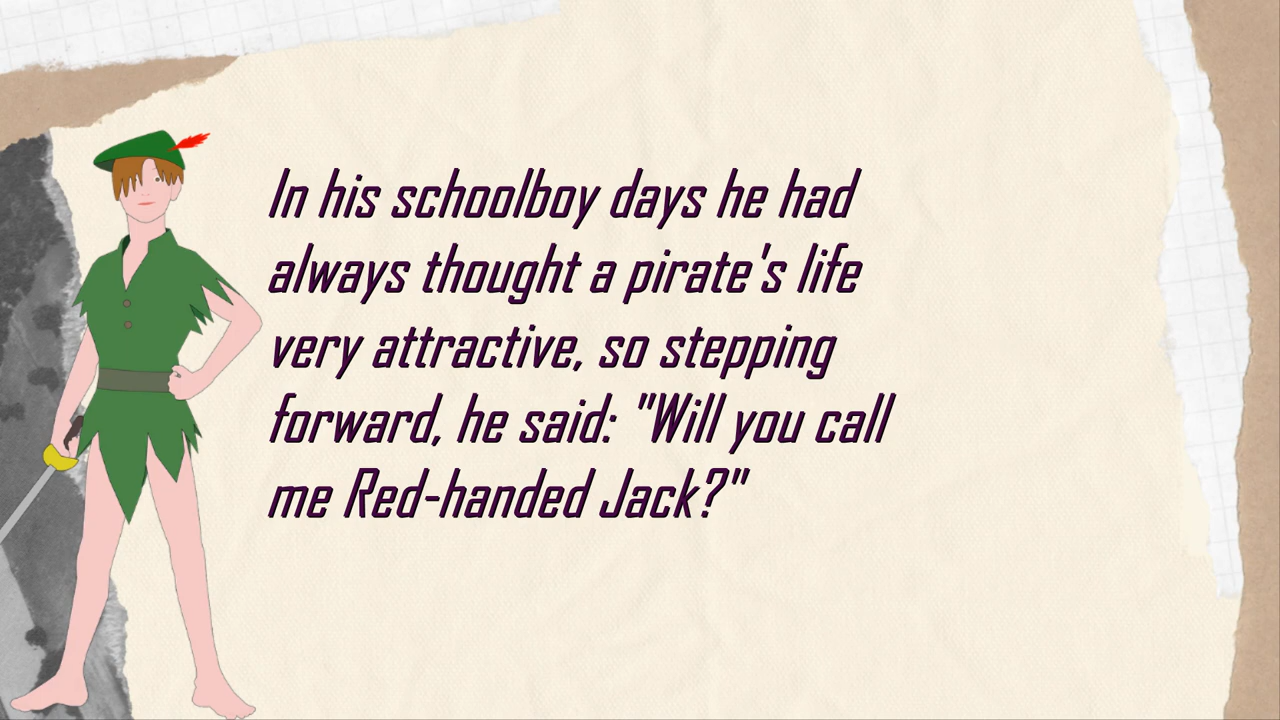 In his schoolboy days he had
always thought a pirate's life
very attractive, so stepping
forward, he said: "Will you call
me Red-handed Jack?"